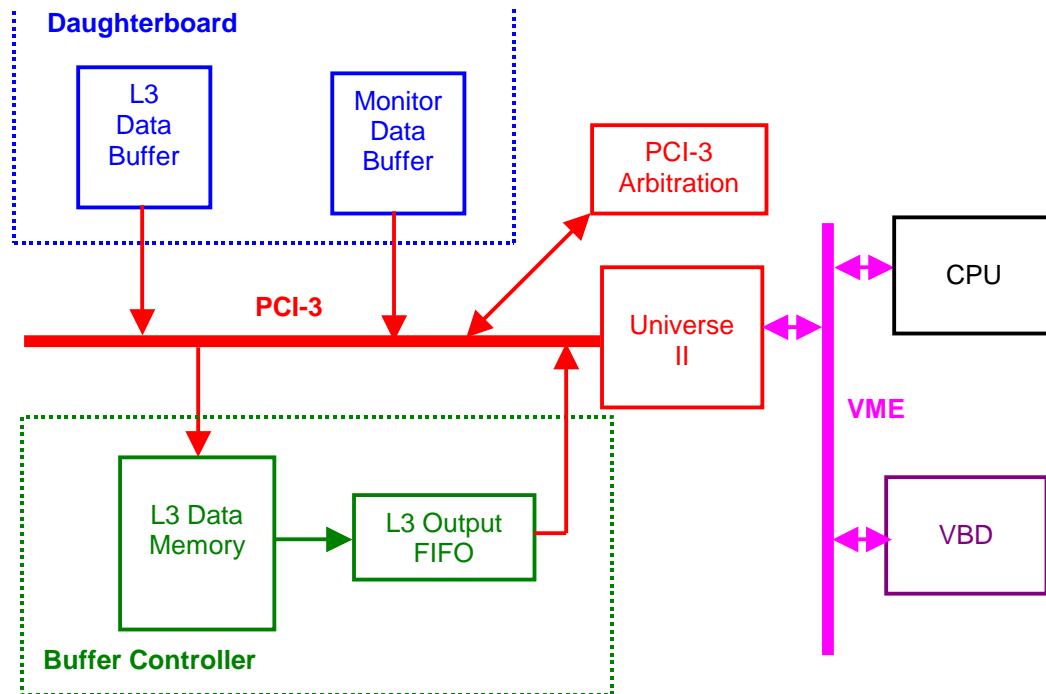 Daughterboard
L3
Data
Buffer
Monitor
Data
Buffer
PCI-3
Arbitration
PCI-3
Universe
II
CPU
VME
L3 Data
Memory
L3 Output
FIFO
VBD
Buffer Controller